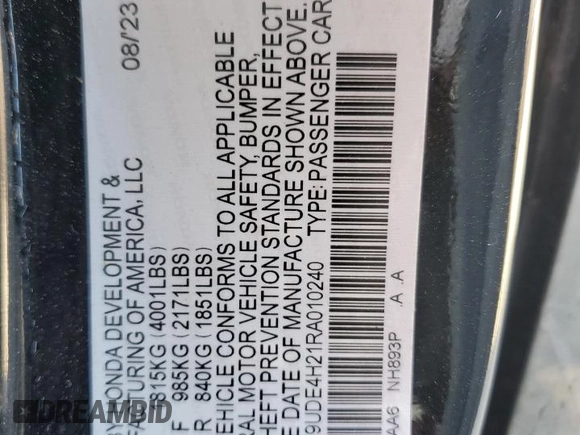 08/23
ONDA DEVELOPMENT &
FACTURING OF AMERICA, LLC
815KG (4001LBS)
F 985KG (2171LBS)
R 840KG (1851LBS)
EHICLE CONFORMS TO ALL APPLICABLE
RAL MOTOR VEHICLE SAFETY, BUMPER,
HEFT PREVENTION STANDARDS IN EFFECT
E DATE OF MANUFACTURE SHOWN ABOVE.
9UDE4H21RA010240 TYPE: PASSENGER CAR
AA6 NH893P .A .A
DREAMBID